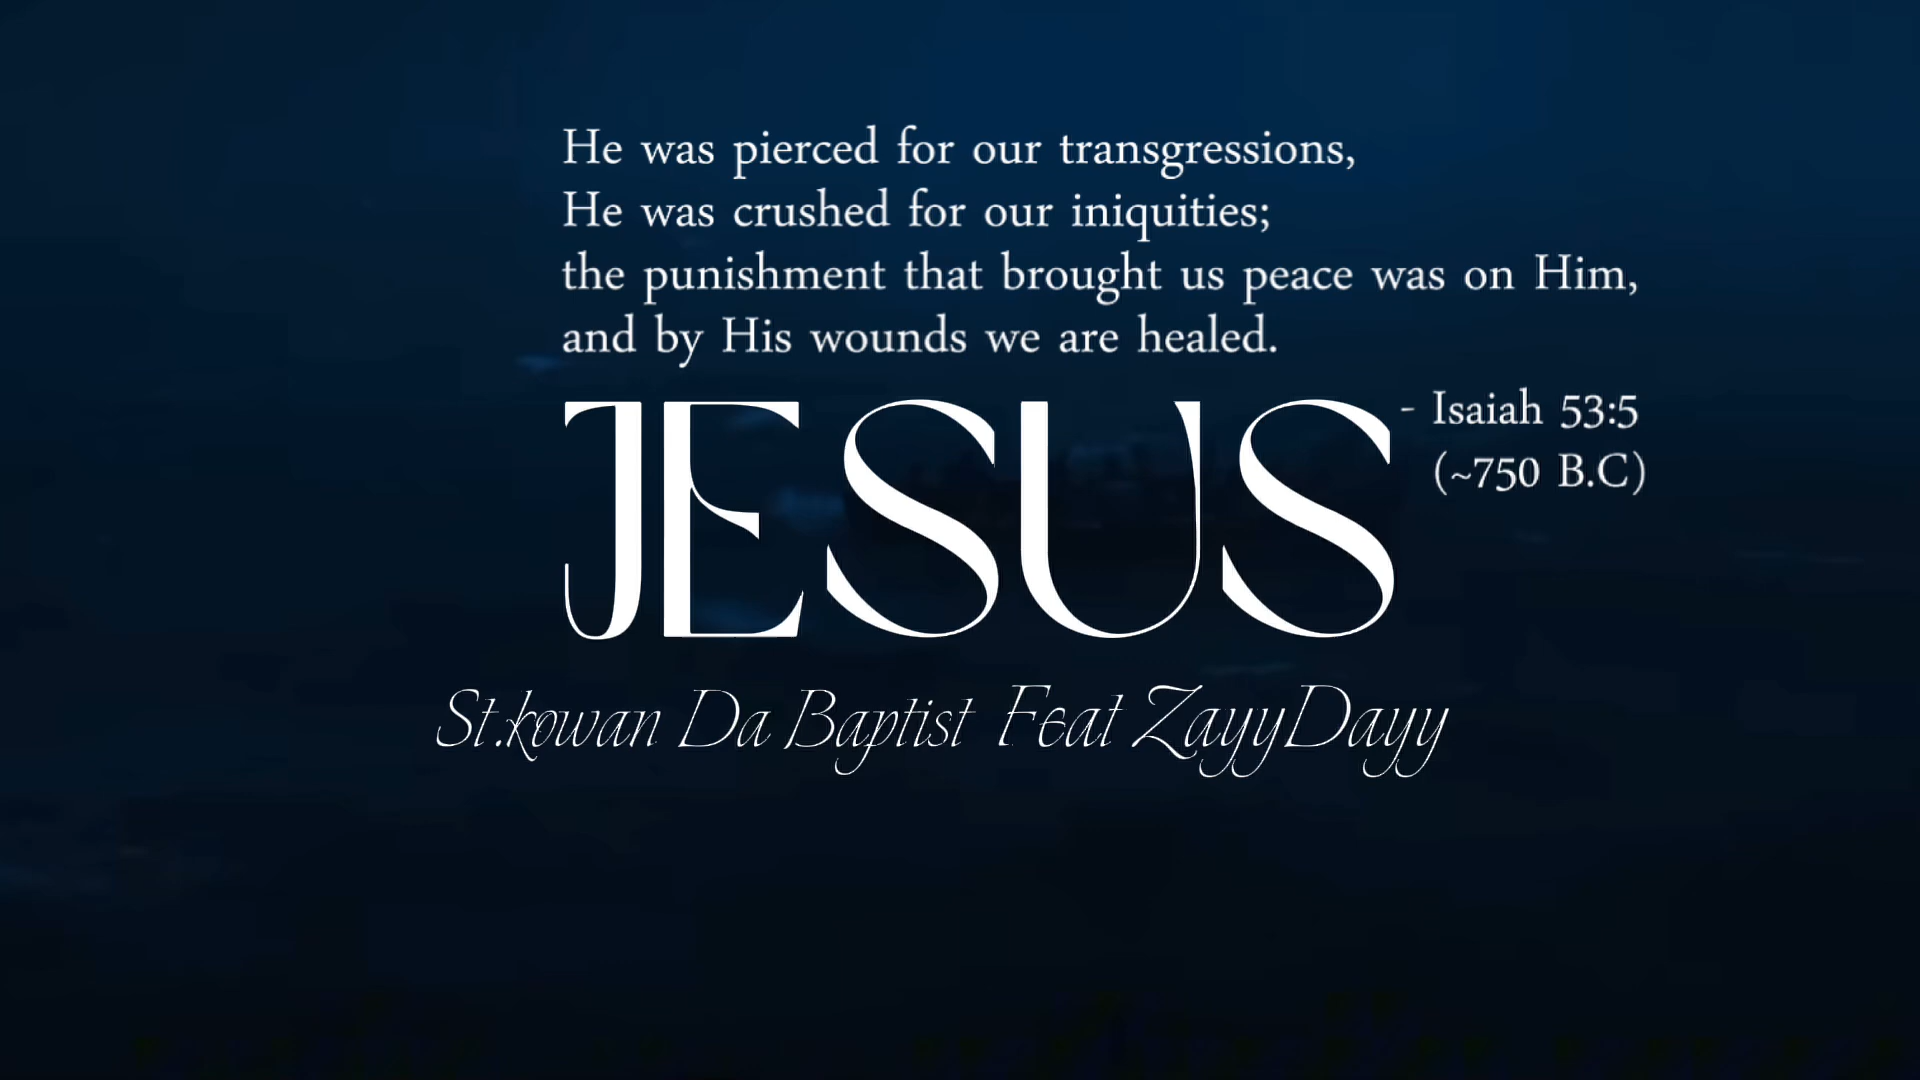 He was pierced for our transgressions,
He was crushed for our iniquities;
the punishment that brought us peace was on Him,
and by His wounds we are healed.
- Isaiah 53:5
(~750 B.C)
JESUS
St.kowan Da Baptist Feat ZayyDayy